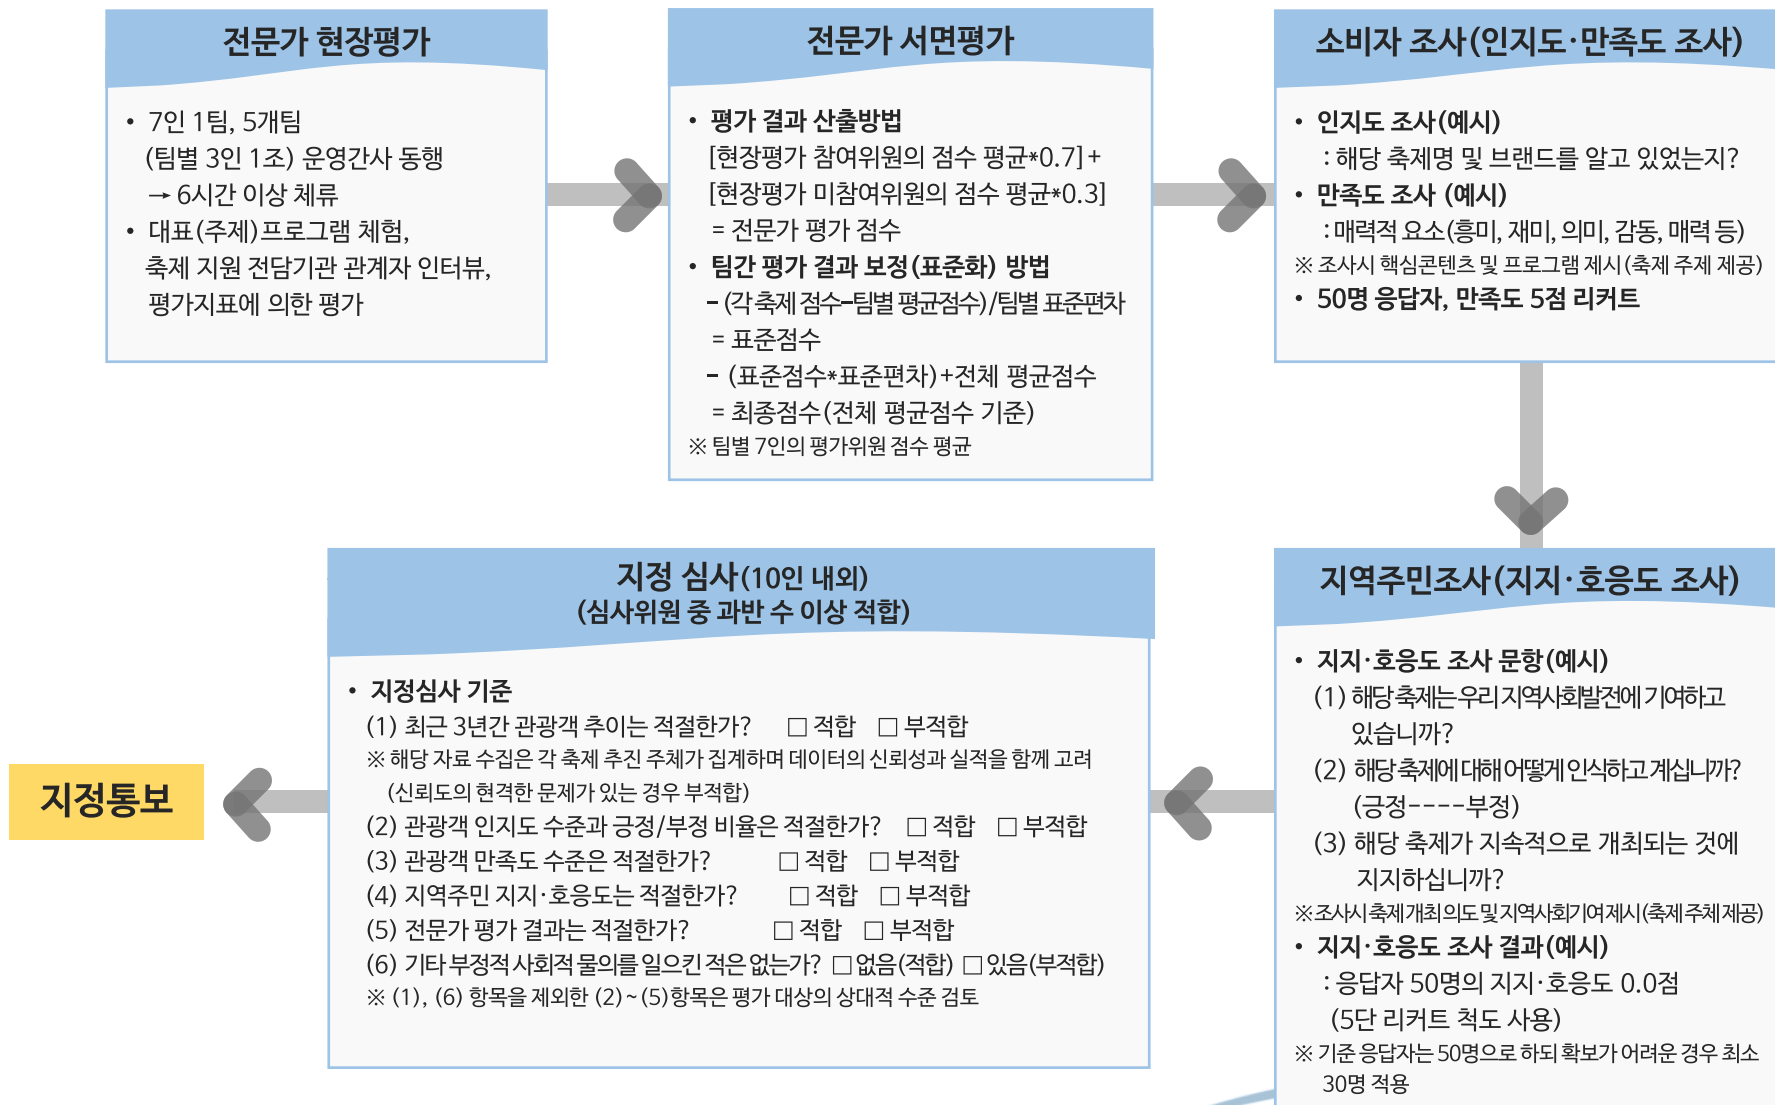 전문가 현장평가
• 7인 1팀, 5개팀
(팀별 3인 1조) 운영간사 동행
→ 6시간 이상 체류
• 대표(주제)프로그램 체험,
축제 지원 전담기관 관계자 인터뷰,
평가지표에 의한 평가
전문가 서면평가
• 평가 결과 산출방법
[현장평가 참여위원의 점수 평균*0.7]+
[현장평가 미참여위원의 점수 평균*0.3]
= 전문가 평가 점수
• 팀간 평가 결과 보정(표준화) 방법
- (각 축제 점수-팀별 평균점수)/팀별 표준편차
= 표준점수
- (표준점수*표준편차)+전체 평균점수
= 최종점수(전체 평균점수 기준)
※ 팀별 7인의 평가위원 점수 평균
소비자 조사(인지도·만족도 조사)
• 인지도 조사(예시)
: 해당 축제명 및 브랜드를 알고 있었는지?
• 만족도 조사 (예시)
: 매력적 요소(흥미, 재미, 의미, 감동, 매력 등)
※ 조사시 핵심콘텐츠 및 프로그램 제시(축제 주제 제공)
• 50명 응답자, 만족도 5점 리커트
지역주민조사(지지·호응도 조사)
• 지지·호응도 조사 문항(예시)
(1) 해당 축제는 우리 지역사회발전에 기여하고
있습니까?
(2) 해당 축제에 대해 어떻게 인식하고 계십니까?
(긍정----부정)
(3) 해당 축제가 지속적으로 개최되는 것에
지지하십니까?
※ 조사시 축제 개최 의도 및 지역사회기여 제시(축제 주체 제공)
• 지지·호응도 조사 결과(예시)
: 응답자 50명의 지지·호응도 0.0점
(5단 리커트 척도 사용)
※ 기준 응답자는 50명으로 하되 확보가 어려운 경우 최소
30명 적용
지정 심사(10인 내외)
(심사위원 중 과반 수 이상 적합)
• 지정심사 기준
(1) 최근 3년간 관광객 추이는 적절한가? □ 적합 □ 부적합
※ 해당 자료 수집은 각 축제 추진 주체가 집계하며 데이터의 신뢰성과 실적을 함께 고려
(신뢰도의 현격한 문제가 있는 경우 부적합)
(2) 관광객 인지도 수준과 긍정/부정 비율은 적절한가? □ 적합 □ 부적합
(3) 관광객 만족도 수준은 적절한가? □ 적합 □ 부적합
(4) 지역주민 지지·호응도는 적절한가? □ 적합 □ 부적합
(5) 전문가 평가 결과는 적절한가? □ 적합 □ 부적합
(6) 기타 부정적 사회적 물의를 일으킨 적은 없는가? □ 없음(적합) □ 있음(부적합)
※ (1), (6) 항목을 제외한 (2)~(5)항목은 평가 대상의 상대적 수준 검토
지정통보